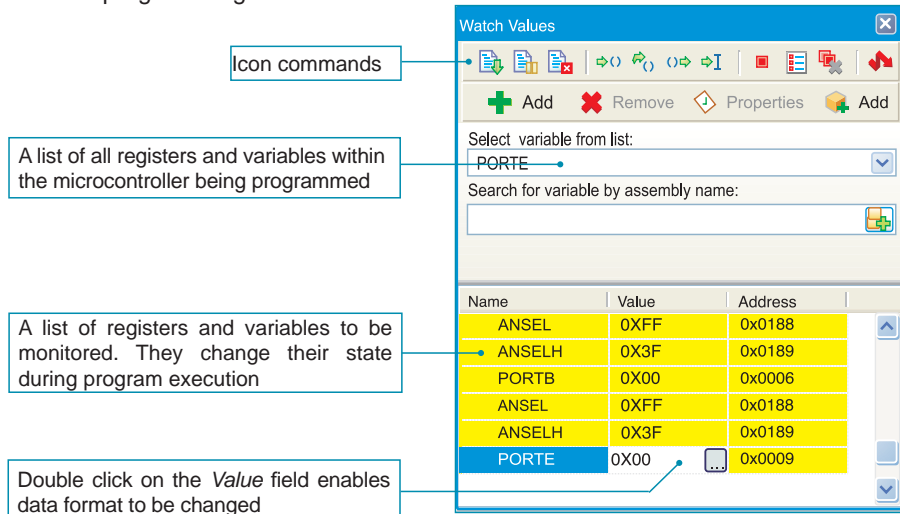 Watch Values
Icon commands
Add Remove Properties Add
Select variable from list:
PORTE
A list of all registers and variables within
the microcontroller being programmed
Search for variable by assembly name:
Name Value Address
ANSEL 0XFF 0x0188
A list of registers and variables to be
monitored. They change their state
during program execution
ANSELH 0X3F 0x0189
PORTB 0X00 0x0006
ANSEL 0XFF 0x0188
ANSELH 0X3F 0x0189
PORTE 0X00 ... 0x0009
Double click on the Value field enables
data format to be changed